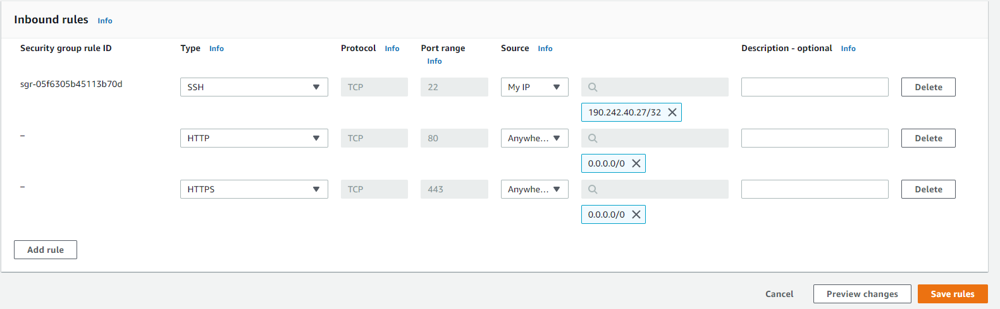 Inbound rules Info
Security group rule ID Type Info Protocol Info Port range Info Source Info Description - optional Info
sgr-05f6305b45113b70d SSH TCP 22 My IP Delete
190.242.40.27/32
– HTTP TCP 80 Anywhe... Delete
0.0.0.0/0
– HTTPS TCP 443 Anywhe... Delete
0.0.0.0/0
Add rule
Cancel Preview changes Save rules